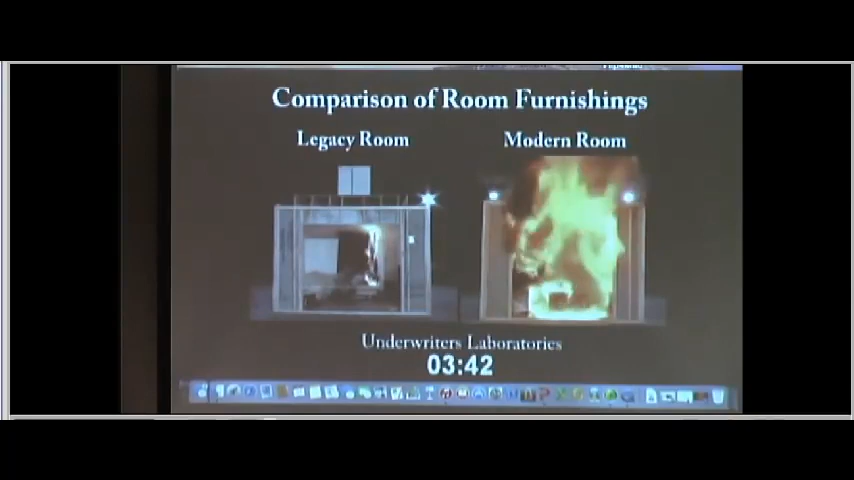 Comparison of Room Furnishings
Legacy Room
Modern Room
Underwriters Laboratories
03:42